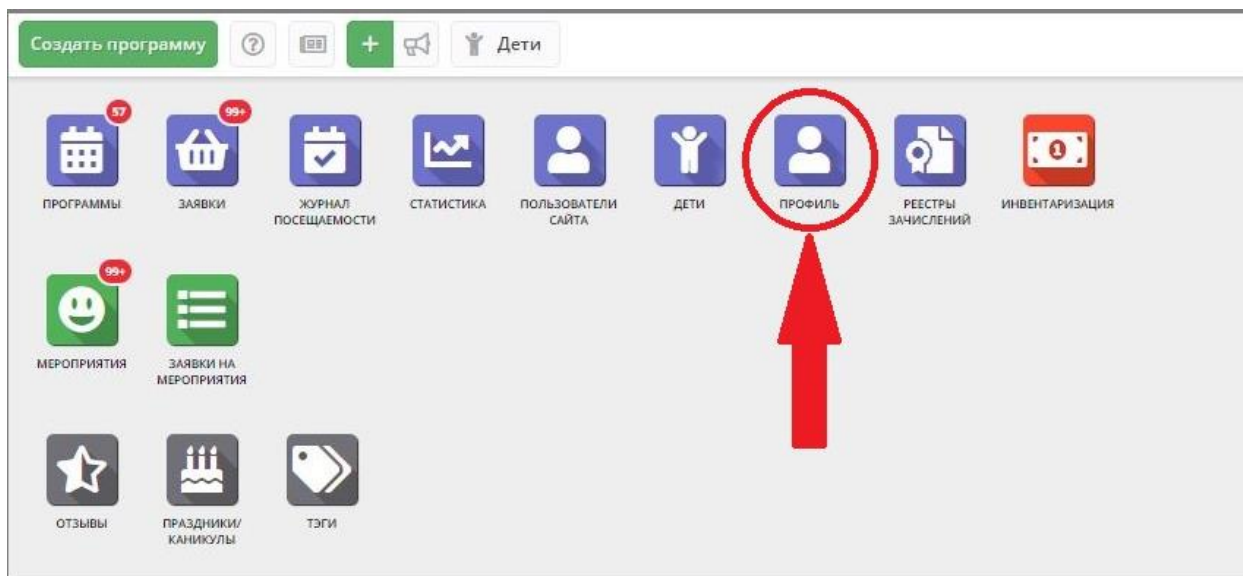 Создать программу
Дети
57
99+
ПРОГРАММЫ
ЗАЯВКИ
ЖУРНАЛ
ПОСЕЩАЕМОСТИ
СТАТИСТИКА
ПОЛЬЗОВАТЕЛИ
САЙТА
ДЕТИ
ПРОФИЛЬ
РЕЕСТРЫ
ЗАЧИСЛЕНИЙ
1
ИНВЕНТАРИЗАЦИЯ
99+
МЕРОПРИЯТИЯ
ЗАЯВКИ НА
МЕРОПРИЯТИЯ
ОТЗЫВЫ
ПРАЗДНИКИ/
КАНИКУЛЫ
ТЭГИ